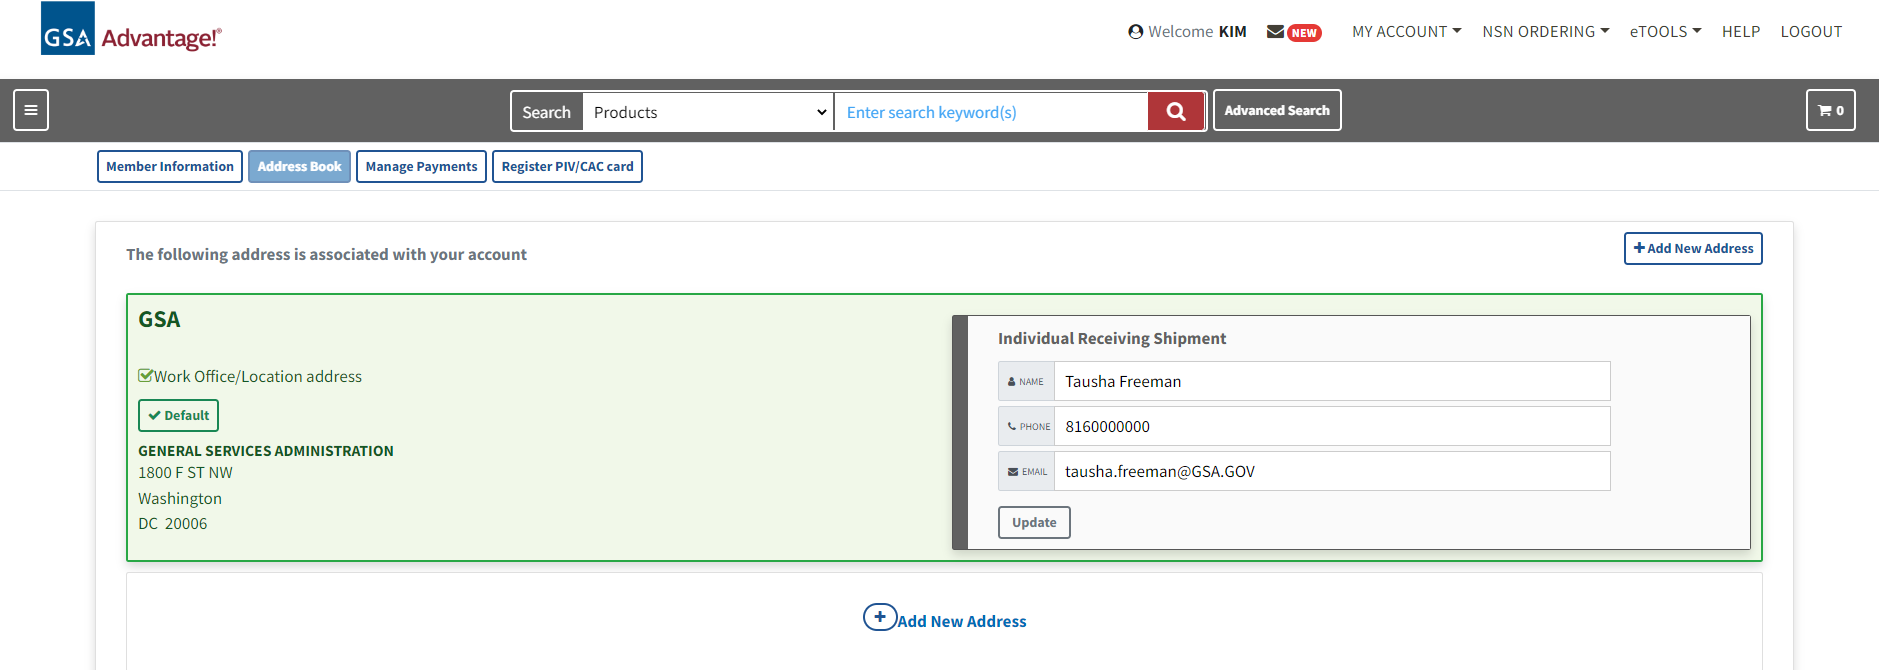 GSA Advantage!®
Welcome KIM NEW MY ACCOUNT NSN ORDERING eTOOLS HELP LOGOUT
Search Products Enter search keyword(s) Advanced Search 0
Member Information Address Book Manage Payments Register PIV/CAC card
The following address is associated with your account
Add New Address
GSA
Work Office/Location address
Default
GENERAL SERVICES ADMINISTRATION
1800 F ST NW
Washington
DC 20006
Individual Receiving Shipment
NAME Tausha Freeman
PHONE 8160000000
EMAIL tausha.freeman@GSA.GOV
Update
Add New Address